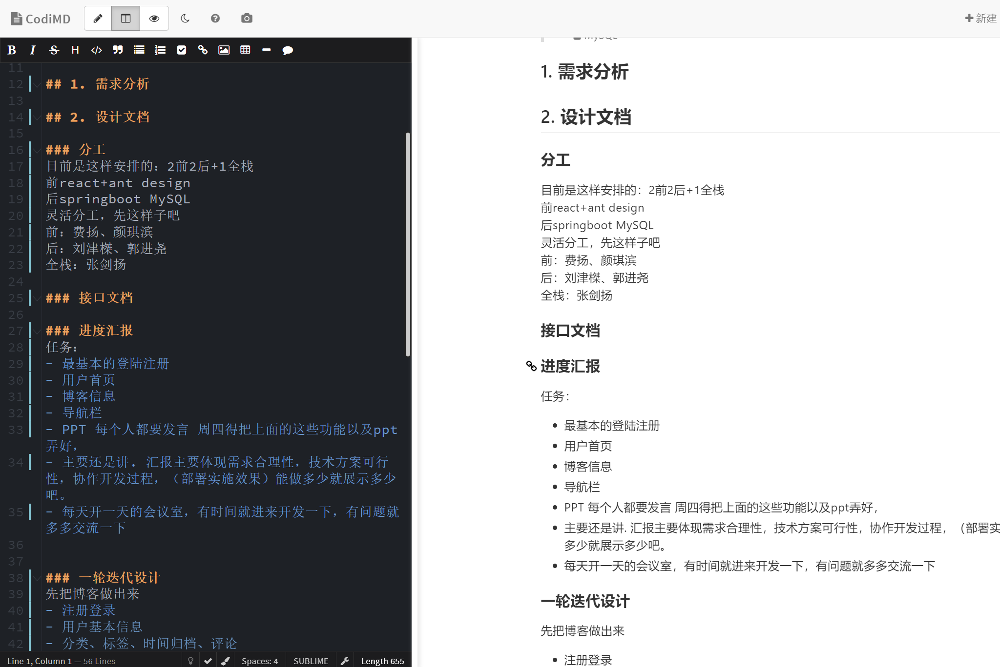 CodiMD
新建
B I S H
11
12 ## 1. 需求分析
13
14 ## 2. 设计文档
15
16 ### 分工
17 目前是这样安排的：2前2后+1全栈
18 前react+ant design
19 后springboot MySQL
20 灵活分工，先这样子吧
21 前：费扬、颜琪滨
22 后：刘津榤、郭进尧
23 全栈：张剑扬
24
25 ### 接口文档
26
27 ### 进度汇报
28 任务：
29 - 最基本的登陆注册
30 - 用户首页
31 - 博客信息
32 - 导航栏
33 - PPT 每个人都要发言 周四得把上面的这些功能以及ppt
弄好，
34 - 主要还是讲. 汇报主要体现需求合理性，技术方案可行
性，协作开发过程，（部署实施效果）能做多少就展示多少
吧。
35 - 每天开一天的会议室，有时间就进来开发一下，有问题就
多多交流一下
36
37
38 ### 一轮迭代设计
39 先把博客做出来
40 - 注册登录
41 - 用户基本信息
42 - 分类、标签、时间归档、评论
Line 1, Column 1 — 56 Lines
Spaces: 4
SUBLIME
Length 655
MySQL
1. 需求分析
2. 设计文档
分工
目前是这样安排的：2前2后+1全栈
前react+ant design
后springboot MySQL
灵活分工，先这样子吧
前：费扬、颜琪滨
后：刘津榤、郭进尧
全栈：张剑扬
接口文档
进度汇报
任务：
• 最基本的登陆注册
• 用户首页
• 博客信息
• 导航栏
• PPT 每个人都要发言 周四得把上面的这些功能以及ppt弄好，
• 主要还是讲. 汇报主要体现需求合理性，技术方案可行性，协作开发过程，（部署实
多少就展示多少吧。
• 每天开一天的会议室，有时间就进来开发一下，有问题就多多交流一下
一轮迭代设计
先把博客做出来
• 注册登录